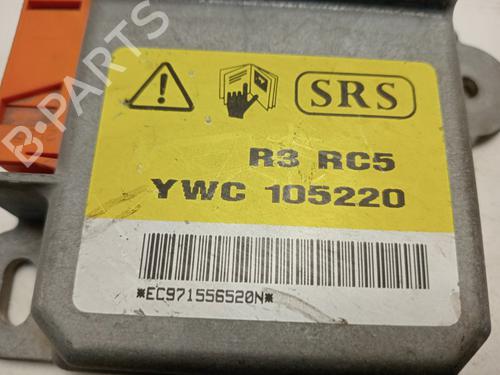 B-PARTS
SRS
R3 RC5
YWC 105220
*EC971556520N*